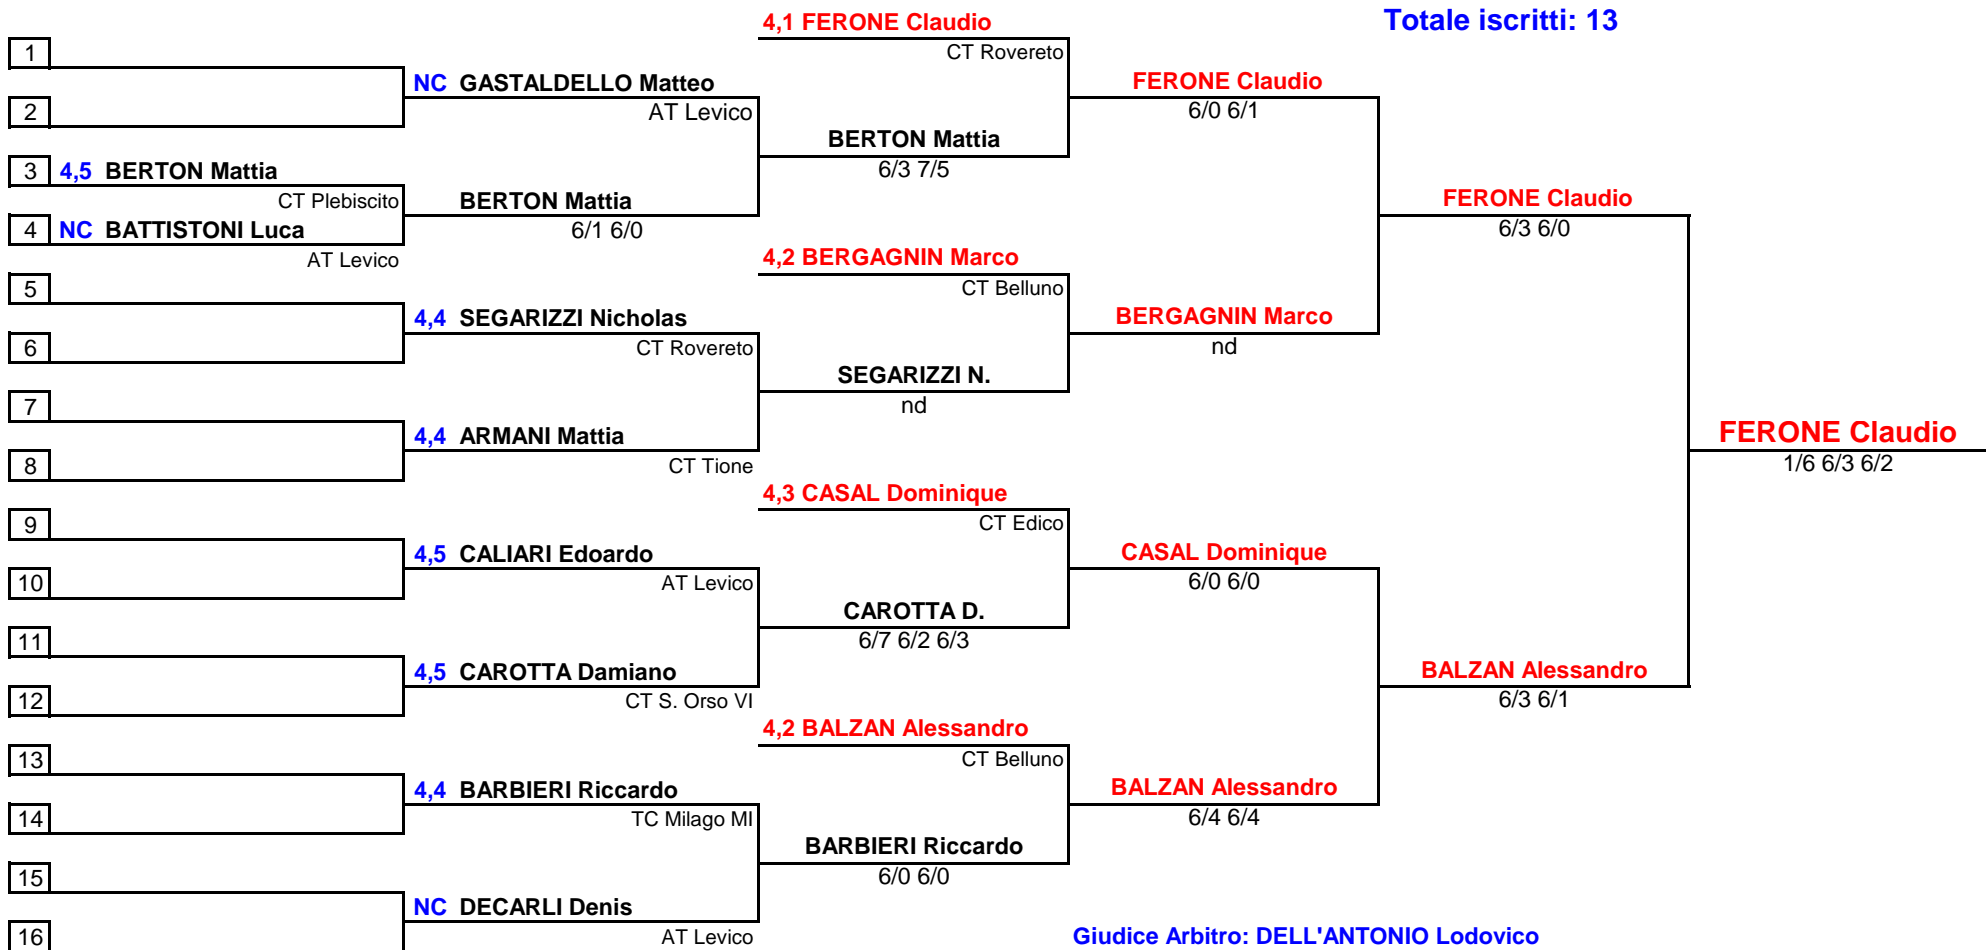 4,1 FERONE Claudio
Totale iscritti: 13
1
CT Rovereto
NC GASTALDELLO Matteo
FERONE Claudio
2
AT Levico
6/0 6/1
BERTON Mattia
3 4,5 BERTON Mattia
6/3 7/5
CT Plebiscito
BERTON Mattia
FERONE Claudio
4 NC BATTISTONI Luca
6/1 6/0
6/3 6/0
AT Levico
4,2 BERGAGNIN Marco
5
CT Belluno
4,4 SEGARIZZI Nicholas
BERGAGNIN Marco
6
CT Rovereto
nd
SEGARIZZI N.
7
nd
4,4 ARMANI Mattia
FERONE Claudio
8
CT Tione
1/6 6/3 6/2
4,3 CASAL Dominique
9
CT Edico
4,5 CALIARI Edoardo
CASAL Dominique
10
AT Levico
6/0 6/0
CAROTTA D.
11
6/7 6/2 6/3
4,5 CAROTTA Damiano
BALZAN Alessandro
12
CT S. Orso VI
6/3 6/1
4,2 BALZAN Alessandro
13
CT Belluno
4,4 BARBIERI Riccardo
BALZAN Alessandro
14
TC Milago MI
6/4 6/4
BARBIERI Riccardo
15
6/0 6/0
NC DECARLI Denis
16
AT Levico
Giudice Arbitro: DELL'ANTONIO Lodovico